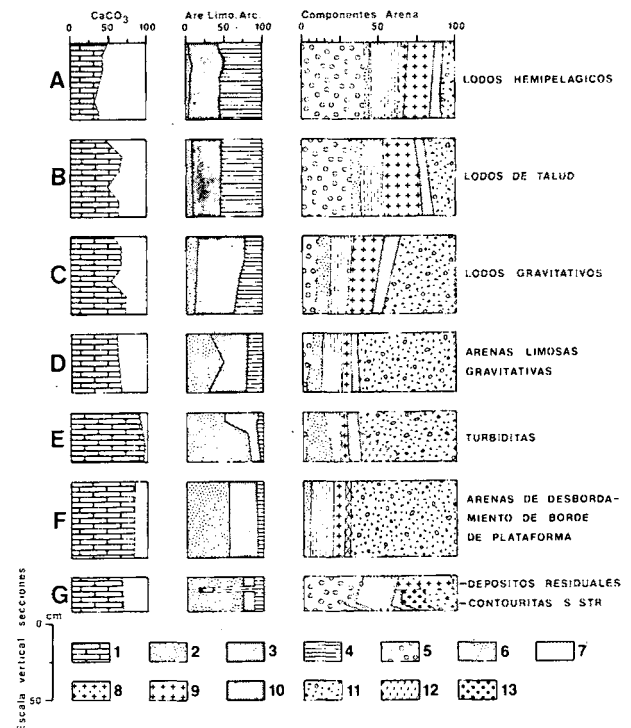 CaCO3 Are Limo. Arc. Componentes Arena
0 50 100 0 50 100 0 50 100
A LODOS HEMIPELAGICOS
B LODOS DE TALUD
C LODOS GRAVITATIVOS
D ARENAS LIMOSAS
GRAVITATIVAS
E TURBIDITAS
F ARENAS DE DESBORDA-
MIENTO DE BORDE
DE PLATAFORMA
G -DEPOSITOS RESIDUALES
-CONTOURITAS S STR
Escala vertical secciones
cm
0
50
1 2 3 4 5 6 7
8 9 10 11 12 13